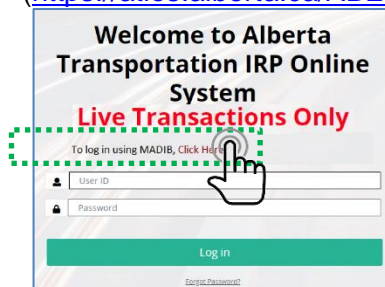 Welcome to Alberta
Transportation IRP Online
System
Live Transactions Only
To log in using MADIB, Click Here
User ID
Password
Log in
Forgot Password?